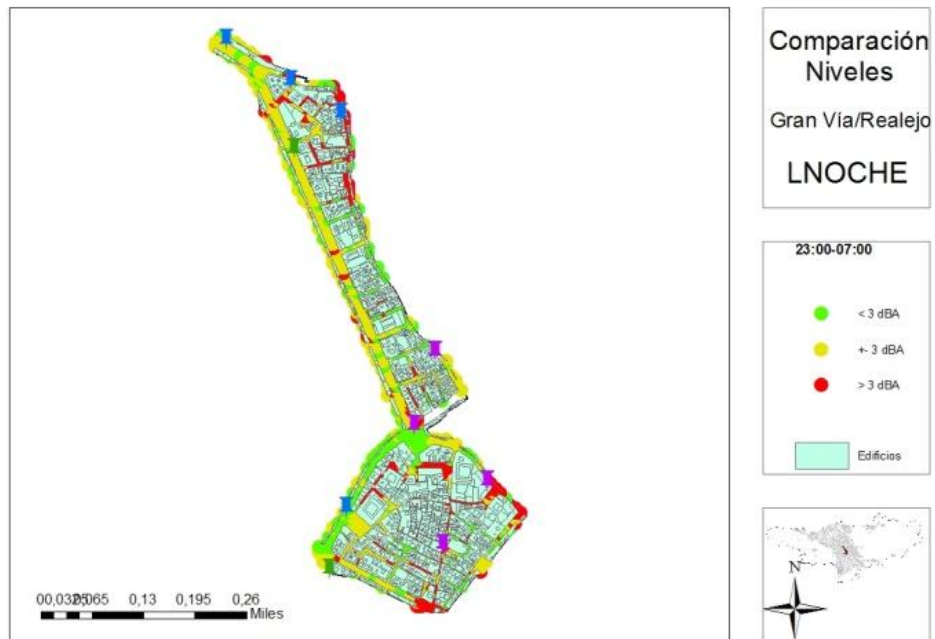 Comparación
Niveles
Gran Vía/Realejo
LNOCHE
23:00-07:00
< 3 dBA
+- 3 dBA
> 3 dBA
Edificios
N
0,13 0,195 0,26
Miles